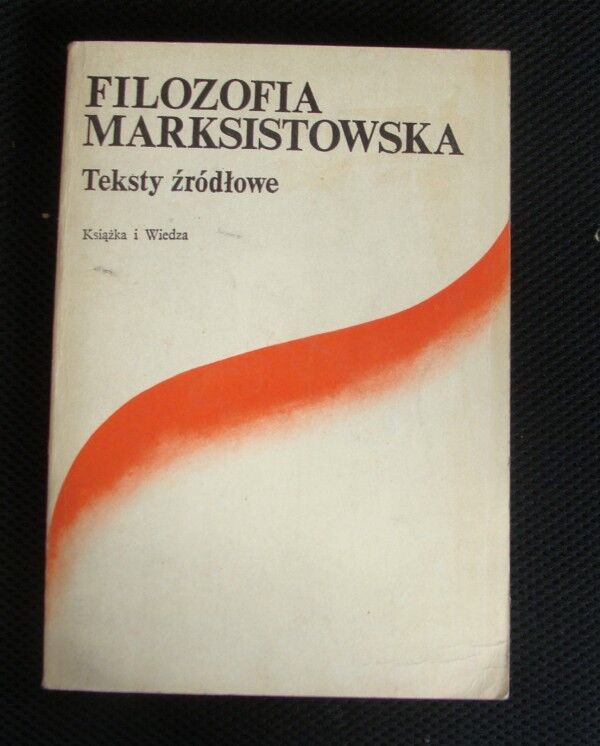 FILOZOFIA
MARKSISTOWSKA
Teksty źródłowe
Książka i Wiedza